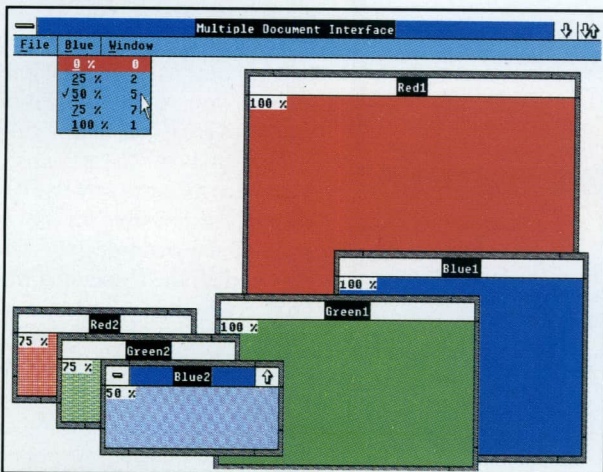 Multiple Document Interface
File Blue Window
0 % 0
25 % 2
✓50 % 5
75 % 7
100 % 1
Red1
100 %
Blue1
100 %
Green1
100 %
Red2
75 %
Green2
75 %
Blue2
50 %